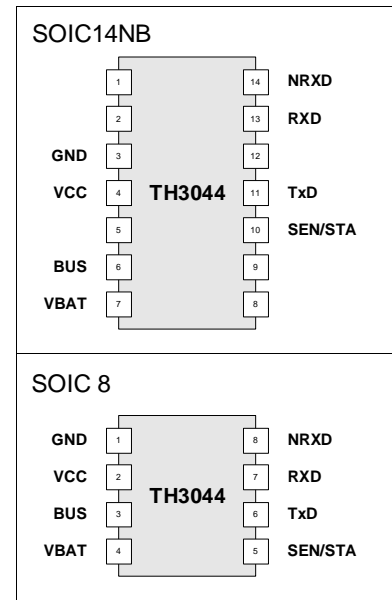 SOIC14NB
1 14 NRXD
2 13 RXD
GND 3 12
VCC 4 TH3044 11 TxD
5 10 SEN/STA
BUS 6 9
VBAT 7 8
SOIC 8
GND 1 8 NRXD
VCC 2 7 RXD
TH3044
BUS 3 6 TxD
VBAT 4 5 SEN/STA